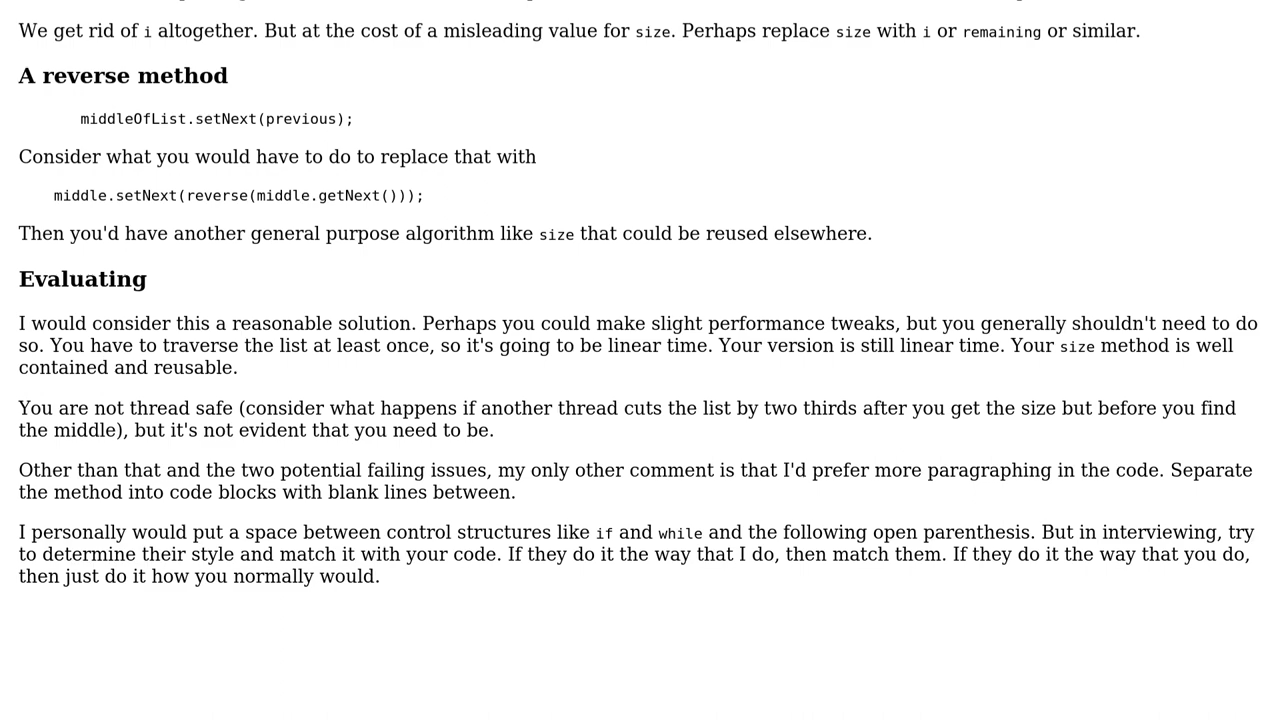 We get rid of i altogether. But at the cost of a misleading value for size. Perhaps replace size with i or remaining or similar.
A reverse method
middleOfList.setNext(previous);
Consider what you would have to do to replace that with
middle.setNext(reverse(middle.getNext()));
Then you'd have another general purpose algorithm like size that could be reused elsewhere.
Evaluating
I would consider this a reasonable solution. Perhaps you could make slight performance tweaks, but you generally shouldn't need to do
so. You have to traverse the list at least once, so it's going to be linear time. Your version is still linear time. Your size method is well
contained and reusable.
You are not thread safe (consider what happens if another thread cuts the list by two thirds after you get the size but before you find
the middle), but it's not evident that you need to be.
Other than that and the two potential failing issues, my only other comment is that I'd prefer more paragraphing in the code. Separate
the method into code blocks with blank lines between.
I personally would put a space between control structures like if and while and the following open parenthesis. But in interviewing, try
to determine their style and match it with your code. If they do it the way that I do, then match them. If they do it the way that you do,
then just do it how you normally would.